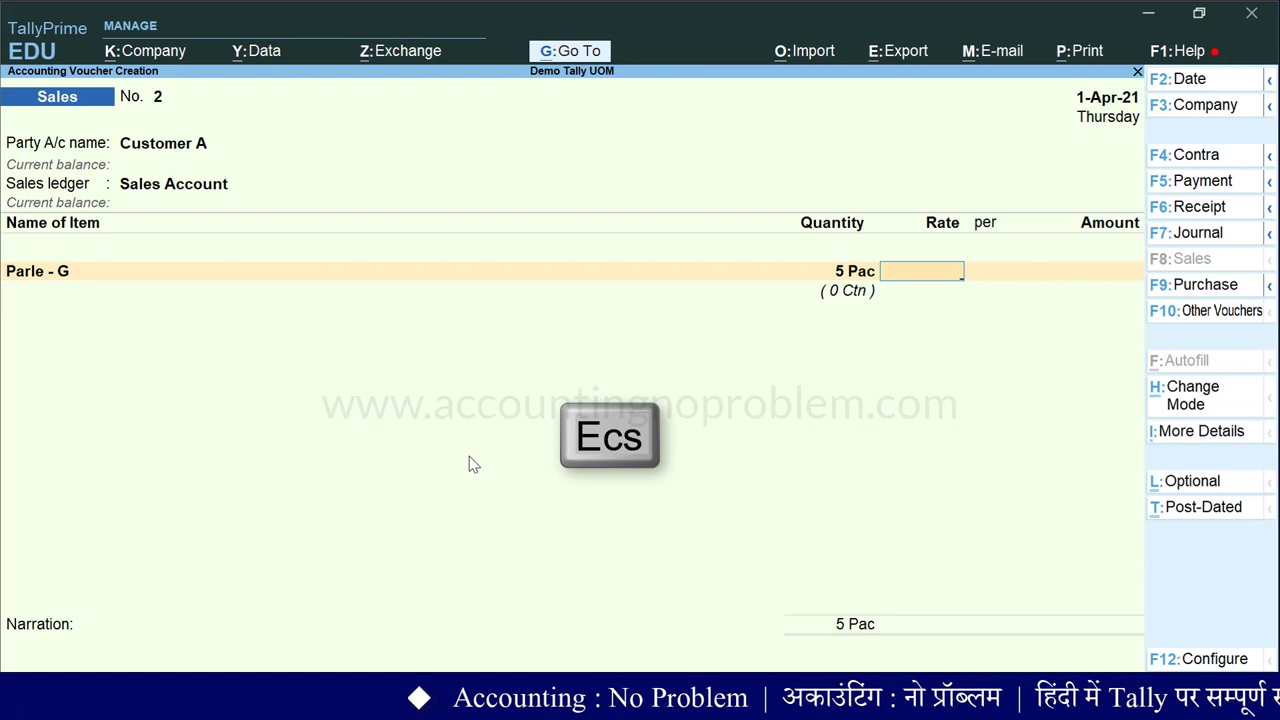 TallyPrime MANAGE
EDU K:Company Y:Data Z:Exchange G:Go To O:Import E:Export M:E-mail P:Print F1:Help
Accounting Voucher Creation Demo Tally UOM
Sales No. 2 1-Apr-21
Thursday
Party A/c name: Customer A
Current balance:
Sales ledger : Sales Account
Current balance:
Name of Item Quantity Rate per Amount
Parle - G 5 Pac
( 0 Ctn )
www.accountingnoproblem.com
Ecs
Narration: 5 Pac
F2:Date
F3:Company
F4:Contra
F5:Payment
F6:Receipt
F7:Journal
F8:Sales
F9:Purchase
F10:Other Vouchers
F:Autofill
H:Change
Mode
I:More Details
L:Optional
T:Post-Dated
F12:Configure
◆ Accounting : No Problem | अकाउंटिंग : नो प्रॉब्लम | हिंदी में Tally पर सम्पूर्ण